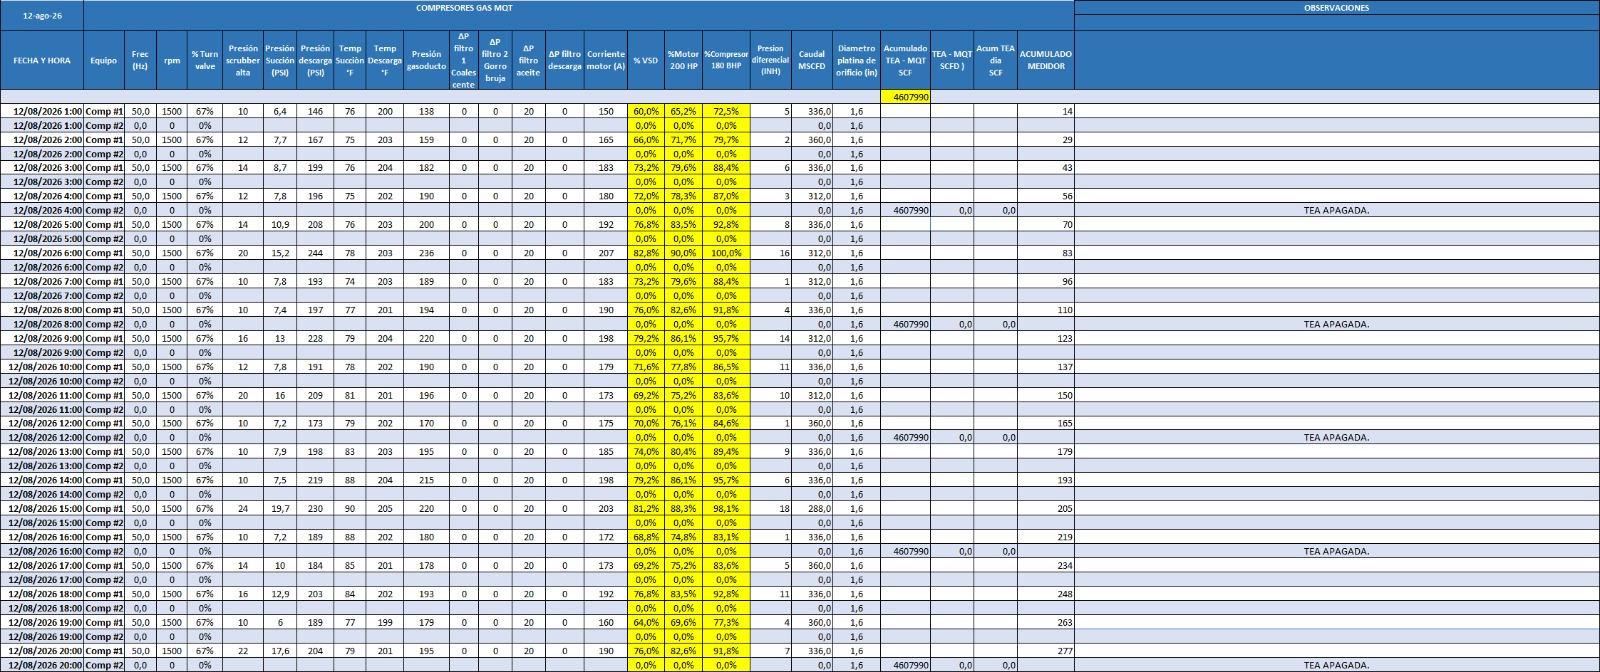 12-ago-26 COMPRESORES GAS MQT OBSERVACIONES
FECHA Y HORA Equipo Frec (Hz) rpm % Turn valve Presión scrubber alta Presión Succión (PSI) Presión descarga (PSI) Temp Succiòn °F Temp Descarga °F Presión gasoducto ΔP filtro 1 Coales cente ΔP filtro 2 Gorro bruja ΔP filtro aceite ΔP filtro descarga Corriente motor (A) % VSD %Motor 200 HP %Compresor 180 BHP Presion diferencial (INH) Caudal MSCFD Diametro platina de orificio (in) Acumulado TEA - MQT SCF TEA - MQT SCFD ) Acum TEA dia SCF ACUMULADO MEDIDOR
4607990
12/08/2026 1:00 Comp #1 50,0 1500 67% 10 6,4 146 76 200 138 0 0 20 0 150 60,0% 65,2% 72,5% 5 336,0 1,6 14
12/08/2026 1:00 Comp #2 0,0 0 0% 0,0% 0,0% 0,0% 0,0 1,6
12/08/2026 2:00 Comp #1 50,0 1500 67% 12 7,7 167 75 203 159 0 0 20 0 165 66,0% 71,7% 79,7% 2 360,0 1,6 29
12/08/2026 2:00 Comp #2 0,0 0 0% 0,0% 0,0% 0,0% 0,0 1,6
12/08/2026 3:00 Comp #1 50,0 1500 67% 14 8,7 199 76 204 182 0 0 20 0 183 73,2% 79,6% 88,4% 6 336,0 1,6 43
12/08/2026 3:00 Comp #2 0,0 0 0% 0,0% 0,0% 0,0% 0,0 1,6
12/08/2026 4:00 Comp #1 50,0 1500 67% 12 7,8 196 75 202 190 0 0 20 0 180 72,0% 78,3% 87,0% 3 312,0 1,6 56
12/08/2026 4:00 Comp #2 0,0 0 0% 0,0% 0,0% 0,0% 0,0 1,6 4607990 0,0 0,0 TEA APAGADA.
12/08/2026 5:00 Comp #1 50,0 1500 67% 14 10,9 208 76 203 200 0 0 20 0 192 76,8% 83,5% 92,8% 8 336,0 1,6 70
12/08/2026 5:00 Comp #2 0,0 0 0% 0,0% 0,0% 0,0% 0,0 1,6
12/08/2026 6:00 Comp #1 50,0 1500 67% 20 15,2 244 78 203 236 0 0 20 0 207 82,8% 90,0% 100,0% 16 312,0 1,6 83
12/08/2026 6:00 Comp #2 0,0 0 0% 0,0% 0,0% 0,0% 0,0 1,6
12/08/2026 7:00 Comp #1 50,0 1500 67% 10 7,8 193 74 203 189 0 0 20 0 183 73,2% 79,6% 88,4% 1 312,0 1,6 96
12/08/2026 7:00 Comp #2 0,0 0 0% 0,0% 0,0% 0,0% 0,0 1,6
12/08/2026 8:00 Comp #1 50,0 1500 67% 10 7,4 197 77 201 194 0 0 20 0 190 76,0% 82,6% 91,8% 4 336,0 1,6 110
12/08/2026 8:00 Comp #2 0,0 0 0% 0,0% 0,0% 0,0% 0,0 1,6 4607990 0,0 0,0 TEA APAGADA.
12/08/2026 9:00 Comp #1 50,0 1500 67% 16 13 228 79 204 220 0 0 20 0 198 79,2% 86,1% 95,7% 14 312,0 1,6 123
12/08/2026 9:00 Comp #2 0,0 0 0% 0,0% 0,0% 0,0% 0,0 1,6
12/08/2026 10:00 Comp #1 50,0 1500 67% 12 7,8 191 78 202 190 0 0 20 0 179 71,6% 77,8% 86,5% 11 336,0 1,6 137
12/08/2026 10:00 Comp #2 0,0 0 0% 0,0% 0,0% 0,0% 0,0 1,6
12/08/2026 11:00 Comp #1 50,0 1500 67% 20 16 209 81 201 196 0 0 20 0 173 69,2% 75,2% 83,6% 10 312,0 1,6 150
12/08/2026 11:00 Comp #2 0,0 0 0% 0,0% 0,0% 0,0% 0,0 1,6
12/08/2026 12:00 Comp #1 50,0 1500 67% 10 7,2 173 79 202 170 0 0 20 0 175 70,0% 76,1% 84,6% 1 360,0 1,6 165
12/08/2026 12:00 Comp #2 0,0 0 0% 0,0% 0,0% 0,0% 0,0 1,6 4607990 0,0 0,0 TEA APAGADA.
12/08/2026 13:00 Comp #1 50,0 1500 67% 10 7,9 198 83 203 195 0 0 20 0 185 74,0% 80,4% 89,4% 9 336,0 1,6 179
12/08/2026 13:00 Comp #2 0,0 0 0% 0,0% 0,0% 0,0% 0,0 1,6
12/08/2026 14:00 Comp #1 50,0 1500 67% 10 7,5 219 88 204 215 0 0 20 0 198 79,2% 86,1% 95,7% 6 336,0 1,6 193
12/08/2026 14:00 Comp #2 0,0 0 0% 0,0% 0,0% 0,0% 0,0 1,6
12/08/2026 15:00 Comp #1 50,0 1500 67% 24 19,7 230 90 205 220 0 0 20 0 203 81,2% 88,3% 98,1% 18 288,0 1,6 205
12/08/2026 15:00 Comp #2 0,0 0 0% 0,0% 0,0% 0,0% 0,0 1,6
12/08/2026 16:00 Comp #1 50,0 1500 67% 10 7,2 189 88 202 180 0 0 20 0 172 68,8% 74,8% 83,1% 1 336,0 1,6 219
12/08/2026 16:00 Comp #2 0,0 0 0% 0,0% 0,0% 0,0% 0,0 1,6 4607990 0,0 0,0 TEA APAGADA.
12/08/2026 17:00 Comp #1 50,0 1500 67% 14 10 184 85 201 178 0 0 20 0 173 69,2% 75,2% 83,6% 5 360,0 1,6 234
12/08/2026 17:00 Comp #2 0,0 0 0% 0,0% 0,0% 0,0% 0,0 1,6
12/08/2026 18:00 Comp #1 50,0 1500 67% 16 12,9 203 84 202 193 0 0 20 0 192 76,8% 83,5% 92,8% 11 336,0 1,6 248
12/08/2026 18:00 Comp #2 0,0 0 0% 0,0% 0,0% 0,0% 0,0 1,6
12/08/2026 19:00 Comp #1 50,0 1500 67% 10 6 189 77 199 179 0 0 20 0 160 64,0% 69,6% 77,3% 4 360,0 1,6 263
12/08/2026 19:00 Comp #2 0,0 0 0% 0,0% 0,0% 0,0% 0,0 1,6
12/08/2026 20:00 Comp #1 50,0 1500 67% 22 17,6 204 79 201 195 0 0 20 0 190 76,0% 82,6% 91,8% 7 336,0 1,6 277
12/08/2026 20:00 Comp #2 0,0 0 0% 0,0% 0,0% 0,0% 0,0 1,6 4607990 0,0 0,0 TEA APAGADA.